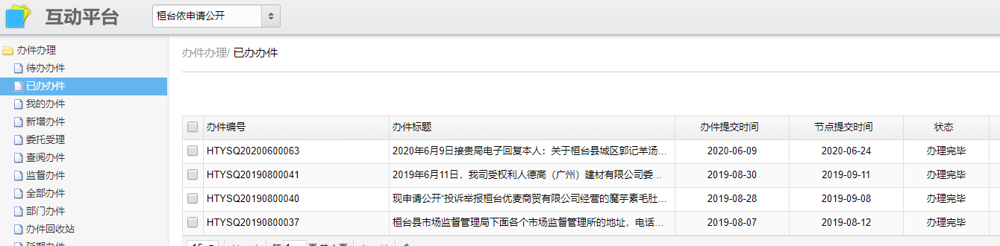 互动平台
桓台依申请公开
办件办理
待办办件
已办办件
我的办件
新增办件
委托受理
查阅办件
监督办件
全部办件
部门办件
办件回收站
办件办理/ 已办办件
办件编号 办件标题 办件提交时间 节点提交时间 状态
HTYSQ20200600063 2020年6月9日接贵局电子回复本人：关于桓台县城区郭记羊汤... 2020-06-09 2020-06-24 办理完毕
HTYSQ20190800041 2019年6月11日，我司受权利人德高（广州）建材有限公司委... 2019-08-30 2019-09-11 办理完毕
HTYSQ20190800040 现申请公开“投诉举报桓台优麦商贸有限公司经营的魔芋素毛肚... 2019-08-28 2019-09-08 办理完毕
HTYSQ20190800037 桓台县市场监督管理局下面各个市场监督管理所的地址，电话... 2019-08-07 2019-08-12 办理完毕